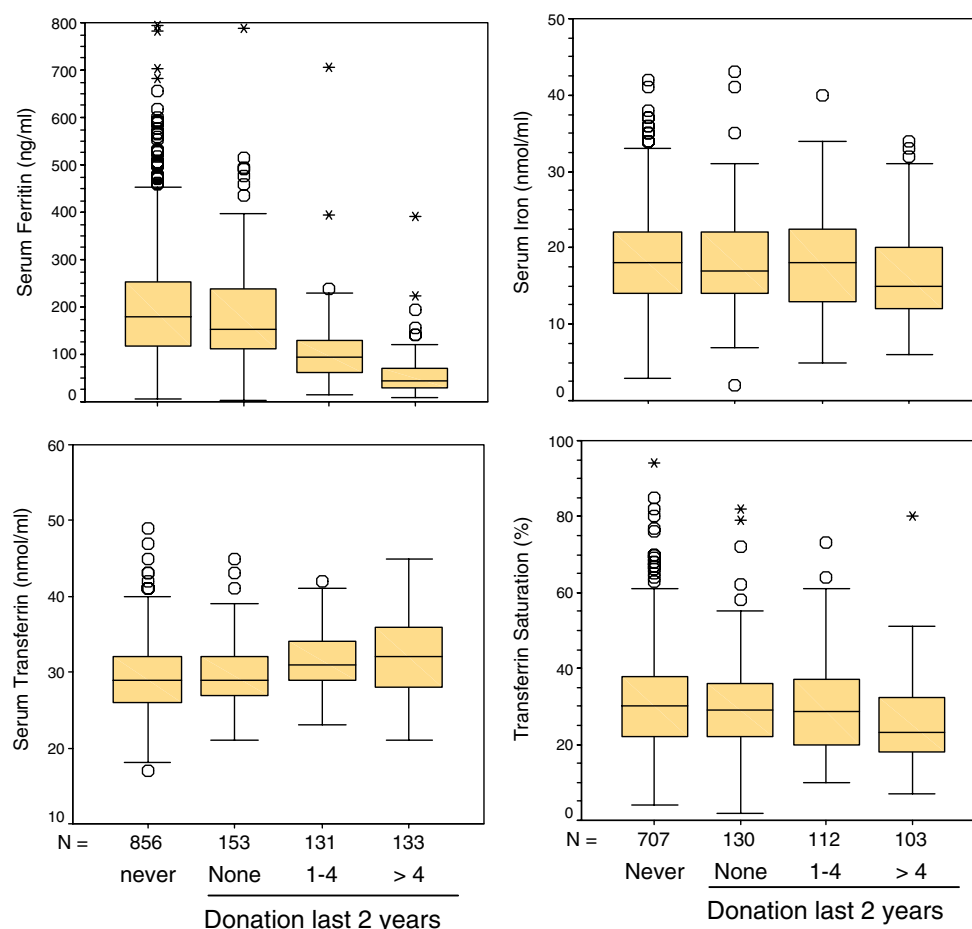 Serum Ferritin (ng/ml)
800
700
600
500
400
300
200
100
0
Serum Iron (nmol/ml)
50
40
30
20
10
0
Serum Transferrin (nmol/ml)
60
50
40
30
20
10
N = 856 153 131 133
never None 1-4 > 4
Donation last 2 years
Transferrin Saturation (%)
100
80
60
40
20
0
N = 707 130 112 103
Never None 1-4 > 4
Donation last 2 years